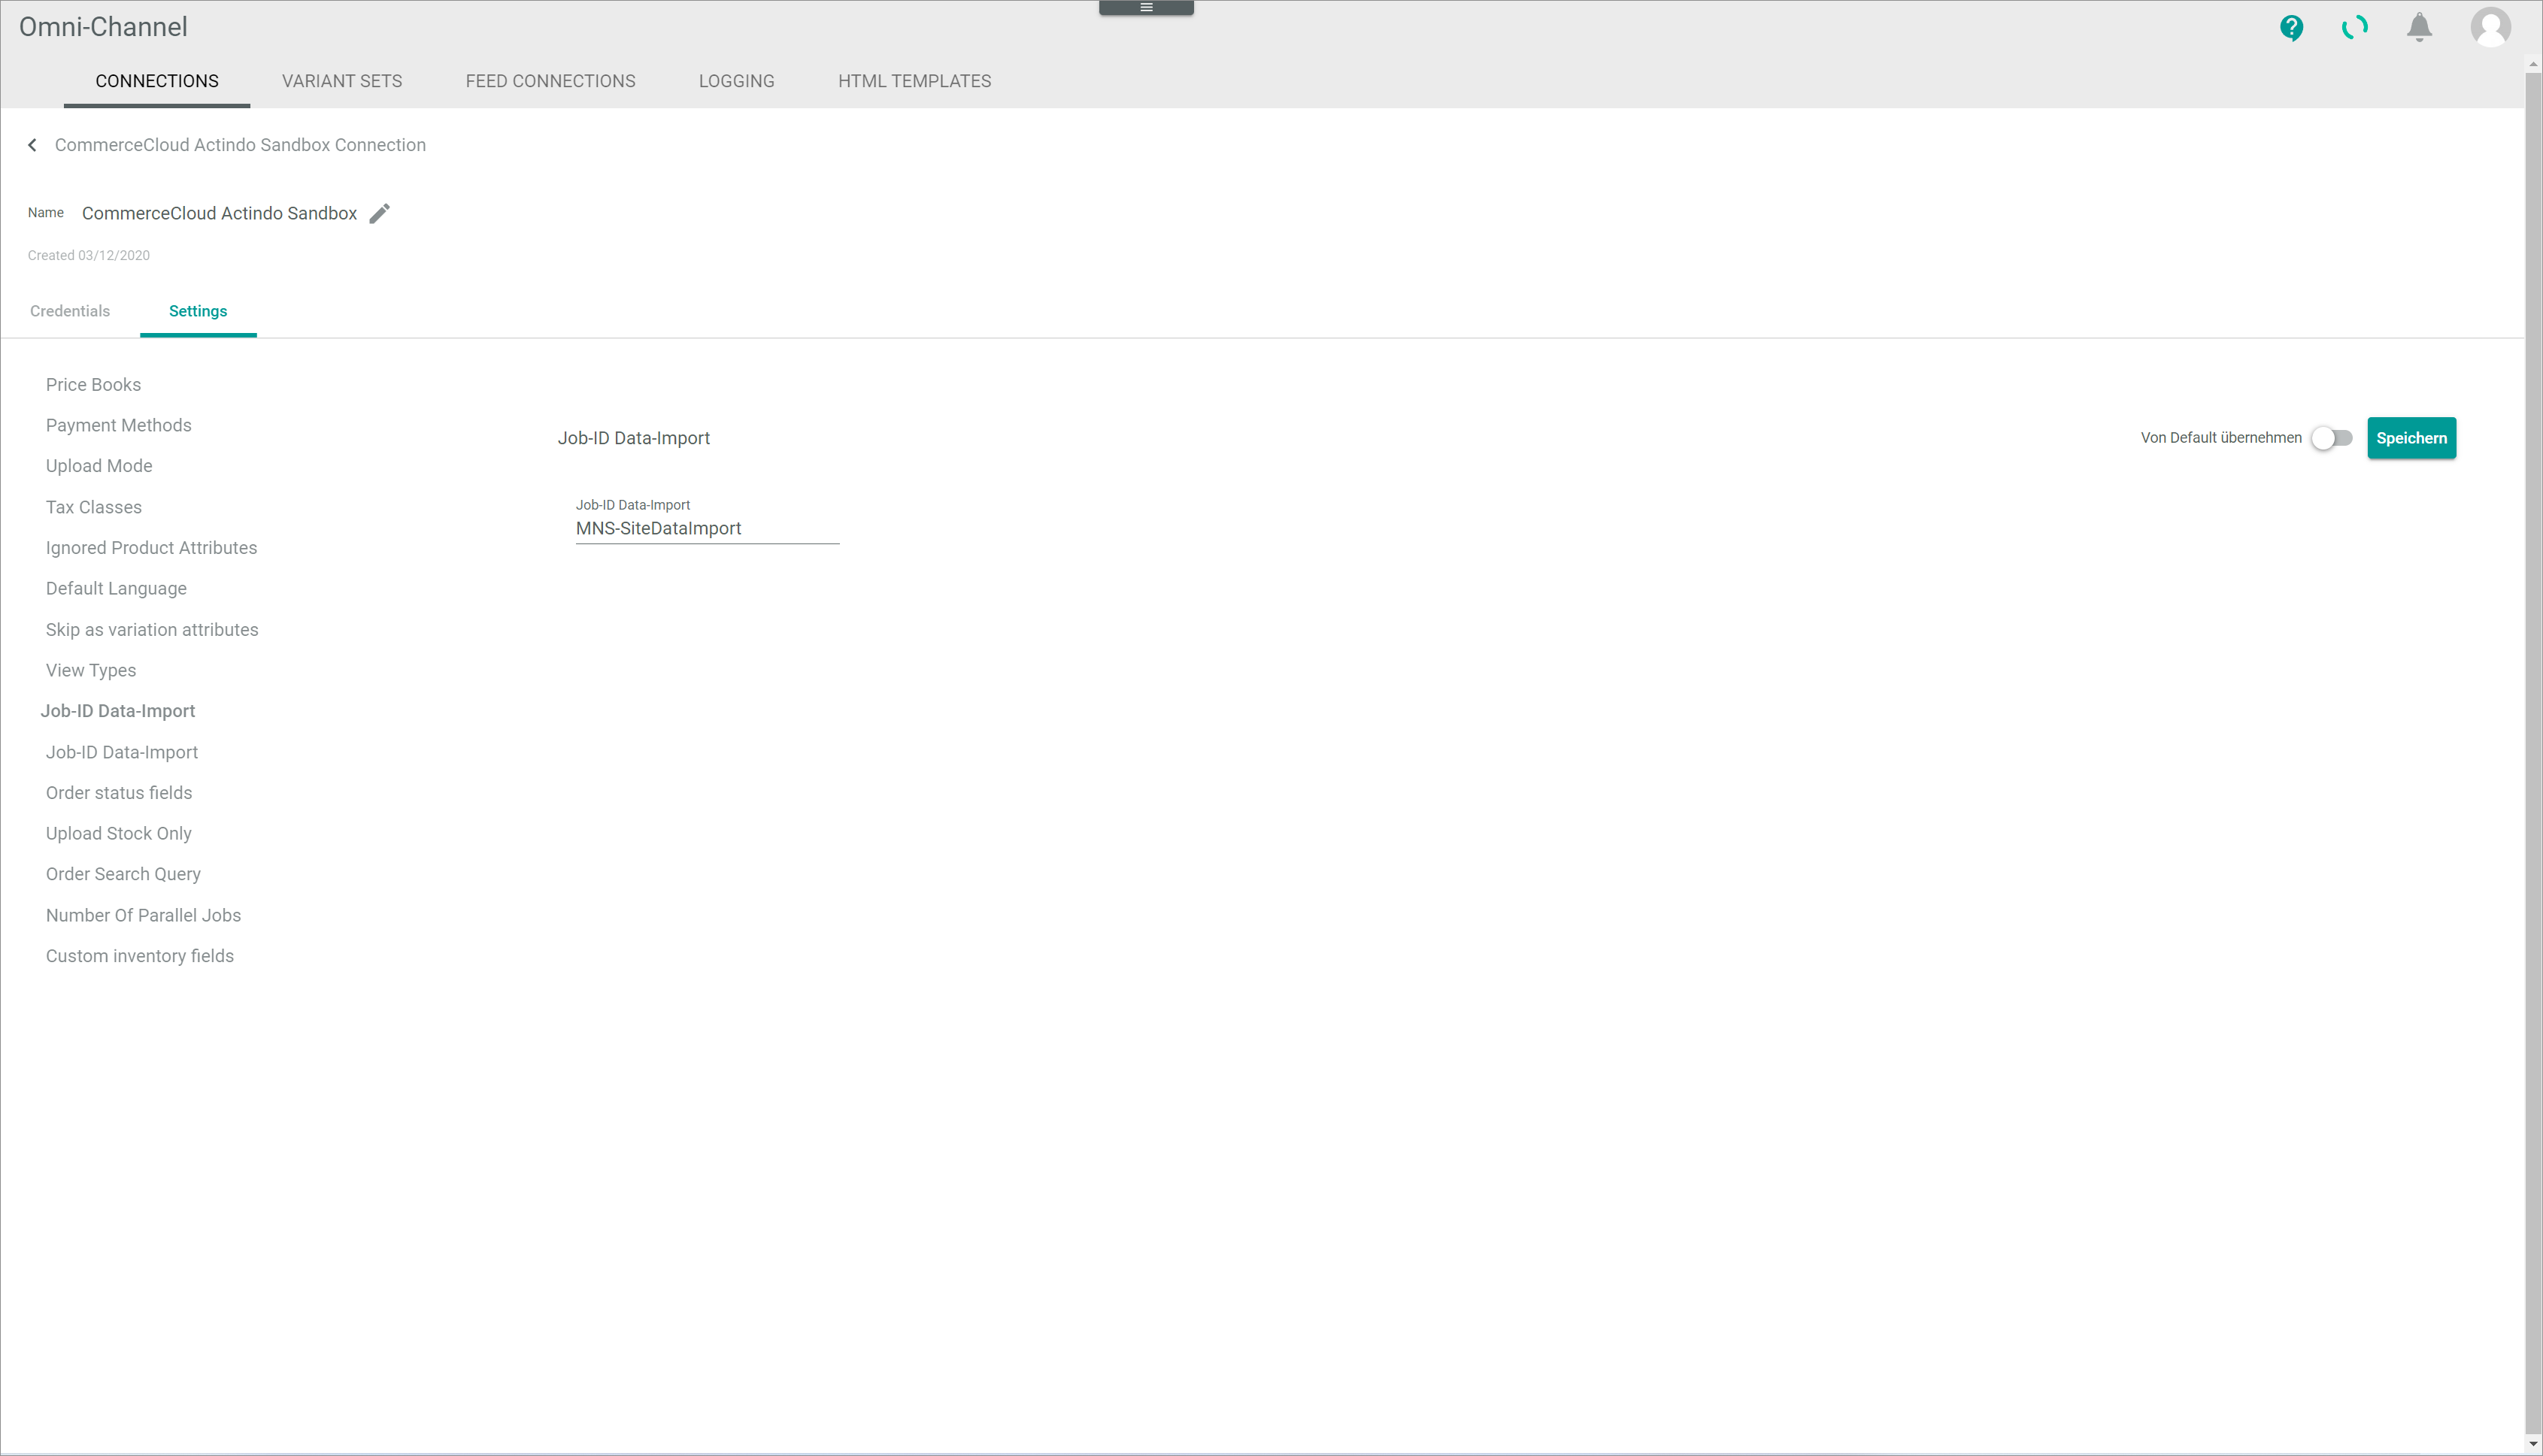 Omni-Channel
CONNECTIONS
VARIANT SETS
FEED CONNECTIONS
LOGGING
HTML TEMPLATES
CommerceCloud Actindo Sandbox Connection
Name
CommerceCloud Actindo Sandbox
Created 03/12/2020
Credentials
Settings
Price Books
Payment Methods
Upload Mode
Tax Classes
Ignored Product Attributes
Default Language
Skip as variation attributes
View Types
Job-ID Data-Import
Job-ID Data-Import
Order status fields
Upload Stock Only
Order Search Query
Number Of Parallel Jobs
Custom inventory fields
Job-ID Data-Import
Von Default übernehmen
Speichern
Job-ID Data-Import
MNS-SiteDataImport